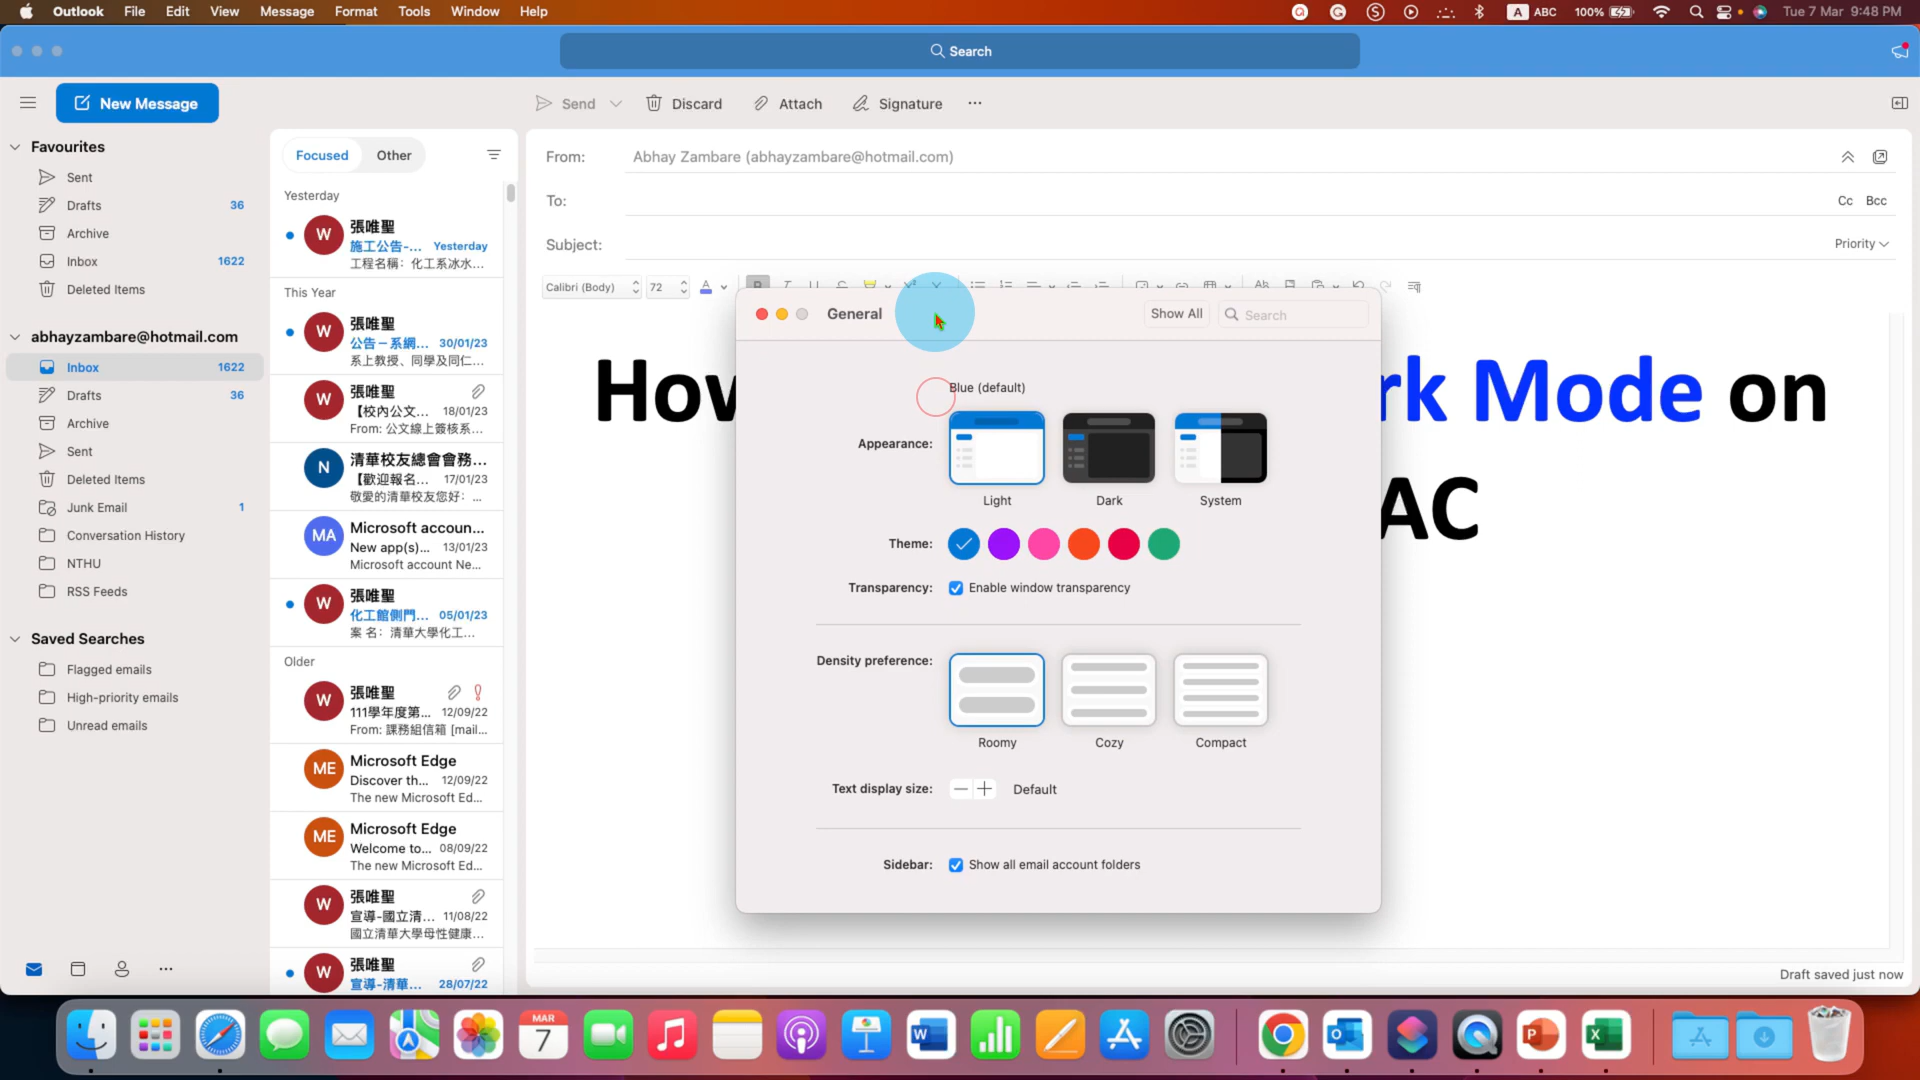 Outlook File Edit View Message Format Tools Window Help
A ABC 100% Tue 7 Mar 9:48 PM
Search
New Message
Send Discard Attach Signature ...
Favourites
Sent
Drafts 36
Archive
Inbox 1622
Deleted Items
abhayzambare@hotmail.com
Inbox 1622
Drafts 36
Archive
Sent
Deleted Items
Junk Email 1
Conversation History
NTHU
RSS Feeds
Saved Searches
Flagged emails
High-priority emails
Unread emails
Focused Other
Yesterday
W 張唯聖
施工公告-... Yesterday
工程名稱：化工系冰水...
This Year
W 張唯聖
公告－系網... 30/01/23
系上教授、同學及同仁...
W 張唯聖
【校內公文... 18/01/23
From: 公文線上簽核系...
N 清華校友總會會務...
【歡迎報名... 17/01/23
敬愛的清華校友您好：...
MA Microsoft accoun...
New app(s)... 13/01/23
Microsoft account Ne...
W 張唯聖
化工館側門... 05/01/23
案 名：清華大學化工...
Older
W 張唯聖
111學年度第... 12/09/22
From: 課務組信箱 [mail...
ME Microsoft Edge
Discover th... 12/09/22
The new Microsoft Ed...
ME Microsoft Edge
Welcome to... 08/09/22
The new Microsoft Ed...
W 張唯聖
宣導-國立清... 11/08/22
國立清華大學母性健康...
W 張唯聖
宣導-清華... 28/07/22
From: Abhay Zambare (abhayzambare@hotmail.com)
To: Cc Bcc
Subject: Priority
Calibri (Body) 72
How rk Mode on
AC
General Show All Search
Blue (default)
Appearance:
Light Dark System
Theme:
Transparency: Enable window transparency
Density preference:
Roomy Cozy Compact
Text display size: Default
Sidebar: Show all email account folders
Draft saved just now
MAR
7